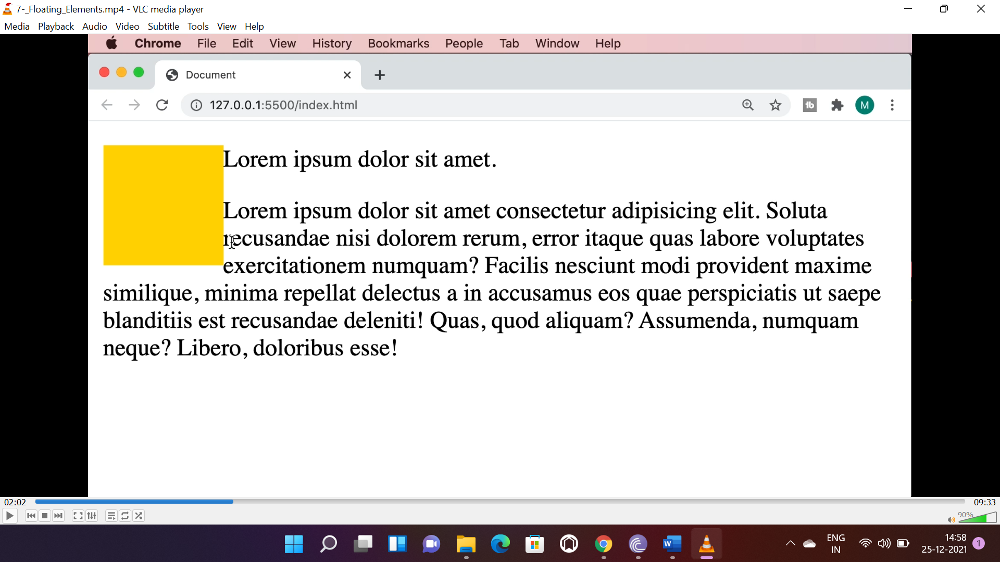 7-_Floating_Elements.mp4 - VLC media player
Media Playback Audio Video Subtitle Tools View Help
Chrome File Edit View History Bookmarks People Tab Window Help
Document
127.0.0.1:5500/index.html
M
Lorem ipsum dolor sit amet.
Lorem ipsum dolor sit amet consectetur adipisicing elit. Soluta
recusandae nisi dolorem rerum, error itaque quas labore voluptates
exercitationem numquam? Facilis nesciunt modi provident maxime
similique, minima repellat delectus a in accusamus eos quae perspiciatis ut saepe
blanditiis est recusandae deleniti! Quas, quod aliquam? Assumenda, numquam
neque? Libero, doloribus esse!
02:02 09:33
90%
W
ENG
IN
14:58
25-12-2021
1